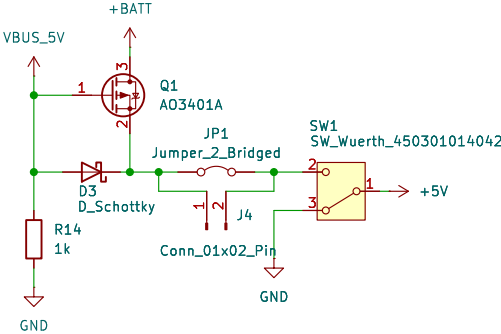 +BATT
VBUS_5V
3
1
Q1
AO3401A
2
JP1
Jumper_2_Bridged
SW1
SW_Wuerth_450301014042
2
1
+5V
3
D3
D_Schottky
1
2
J4
Conn_01x02_Pin
R14
1k
GND
GND